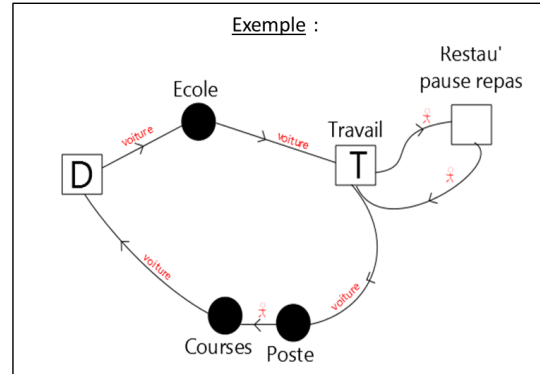 Exemple :
Restau'
pause repas
Ecole
voiture
voiture
Travail
T
D
voiture
voiture
Courses
Poste